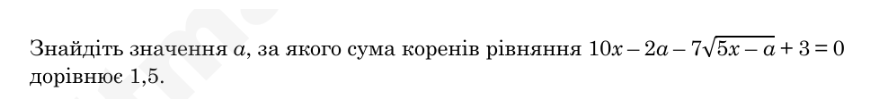 Знайдіть значення a, за якого сума коренів рівняння 10x – 2a – 7√(5x – a) + 3 = 0
дорівнює 1,5.